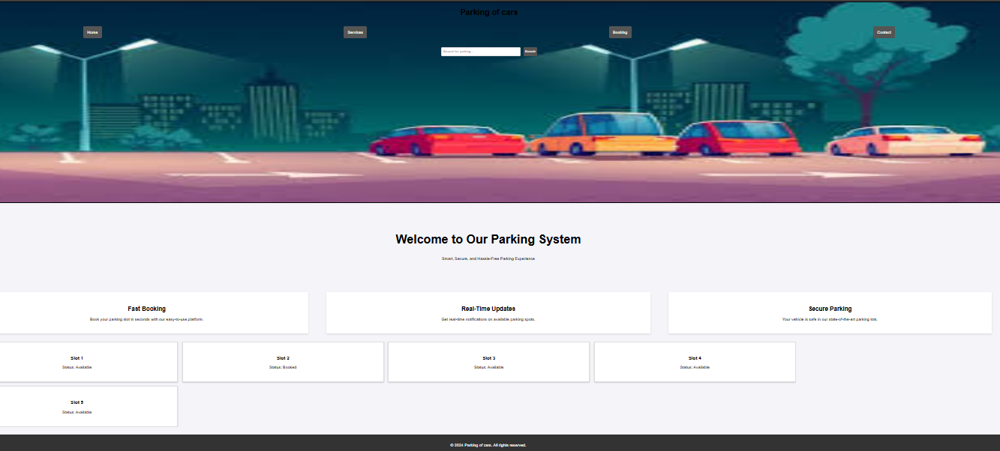 Parking of cars
Home Services Booking Contact
Search for parking... Search
Welcome to Our Parking System
Smart, Secure, and Hassle-Free Parking Experience
Fast Booking Real-Time Updates Secure Parking
Book your parking slot in seconds with our easy-to-use platform. Get real-time notifications on available parking spots. Your vehicle is safe in our state-of-the-art parking lots.
Slot 1 Slot 2 Slot 3 Slot 4
Status: Available Status: Booked Status: Available Status: Available
Slot 5
Status: Available
© 2024 Parking of cars. All rights reserved.